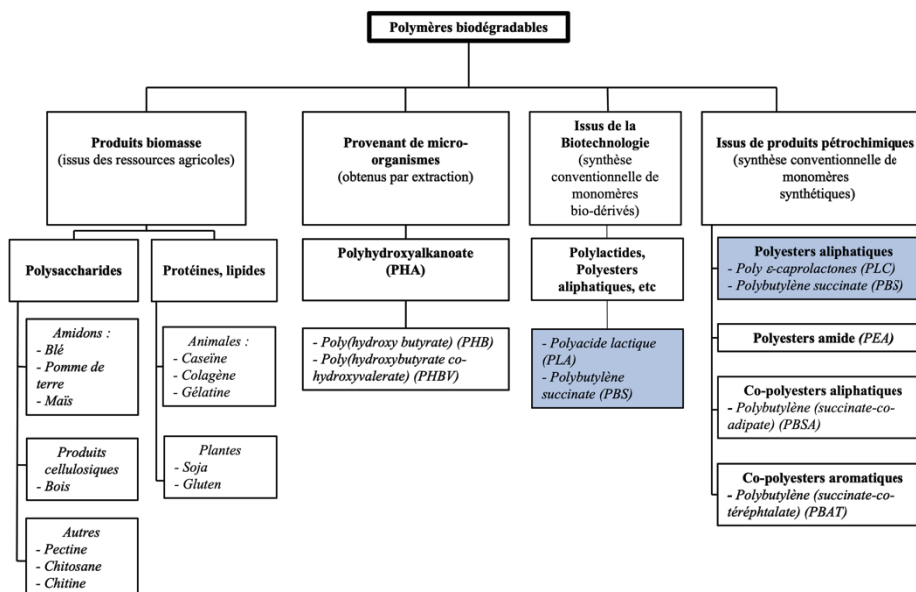 Polymères biodégradables
Produits biomasse
(issus des ressources agricoles)
Provenant de micro-
organismes
(obtenus par extraction)
Issus de la
Biotechnologie
(synthèse
conventionnelle de
monomères
bio-dérivés)
Issus de produits pétrochimiques
(synthèse conventionnelle de
monomères
synthétiques)
Polysaccharides
Protéines, lipides
Polyhydroxyalkanoate
(PHA)
Polylactides,
Polyesters
aliphatiques, etc
Polyesters aliphatiques
- Poly ε-caprolactones (PLC)
- Polybutylène succinate (PBS)
Amidons :
- Blé
- Pomme de
terre
- Maïs
Animales :
- Caseïne
- Colagène
- Gélatine
- Poly(hydroxy butyrate) (PHB)
- Poly(hydroxybutyrate co-
hydroxyvalerate) (PHBV)
- Polyacide lactique
(PLA)
- Polybutylène
succinate (PBS)
Polyesters amide (PEA)
Co-polyesters aliphatiques
- Polybutylène (succinate-co-
adipate) (PBSA)
Produits
cellulosiques
- Bois
Plantes
- Soja
- Gluten
Co-polyesters aromatiques
- Polybutylène (succinate-co-
téréphtalate) (PBAT)
Autres
- Pectine
- Chitosane
- Chitine